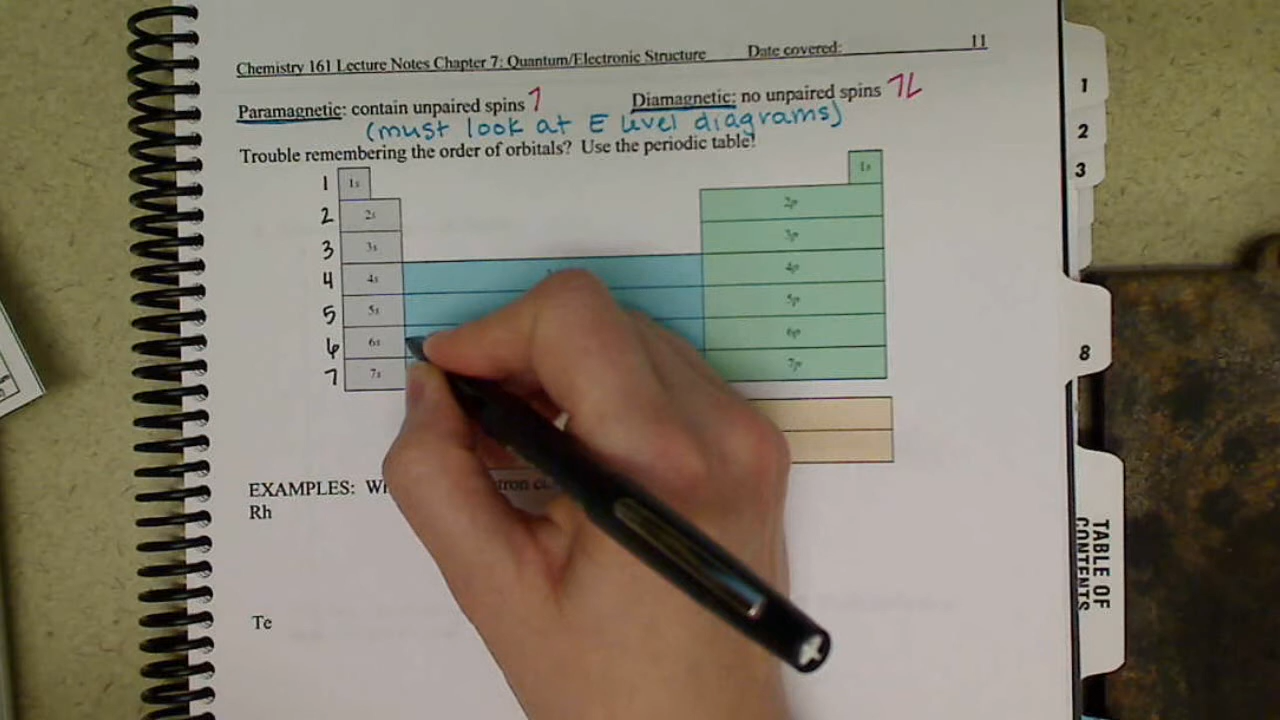 Chemistry 161 Lecture Notes Chapter 7: Quantum/Electronic Structure Date covered: 11
Paramagnetic: contain unpaired spins ↿ Diamagnetic: no unpaired spins ↿⇂
(must look at E level diagrams)
Trouble remembering the order of orbitals? Use the periodic table!
1 1s 1s
2 2s 2p
3 3s 3p
4 4s 4p
5 5s 5p
6 6s 6p
7 7s 7p
EXAMPLES:
Rh
Te
1
2
3
8
TABLE OF
CONTENTS